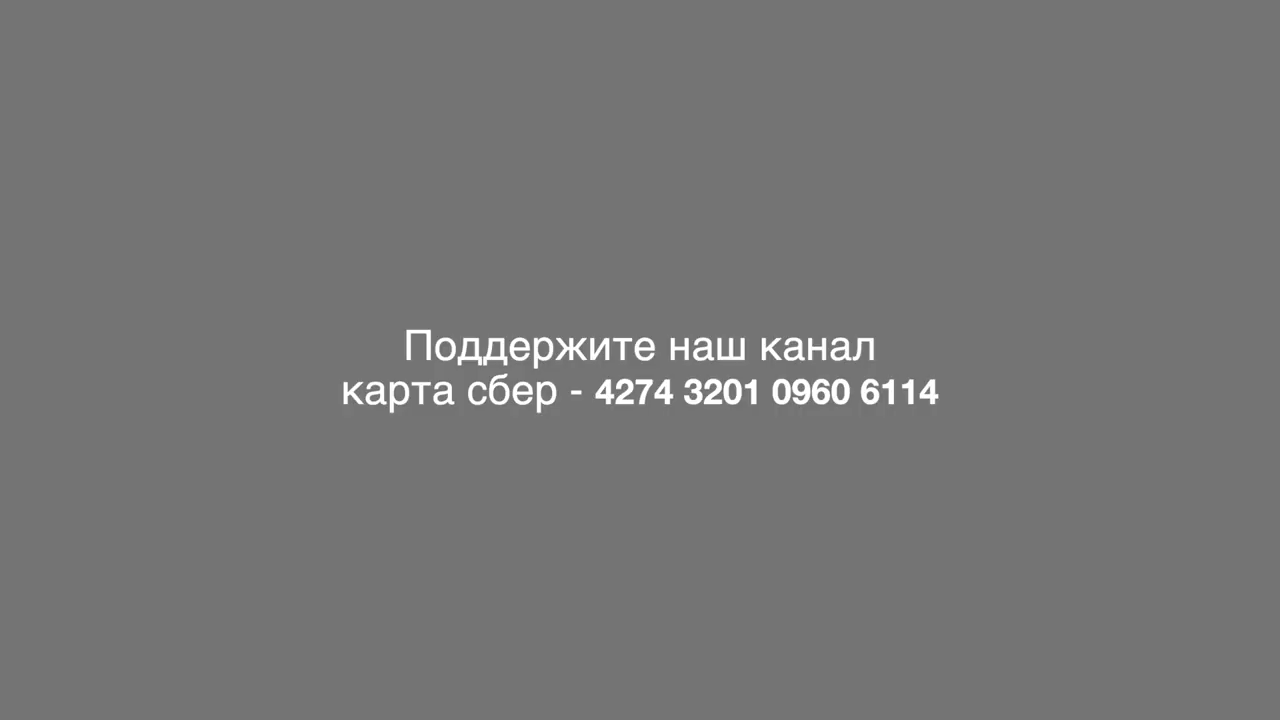 Поддержите наш канал
карта сбер - 4274 3201 0960 6114